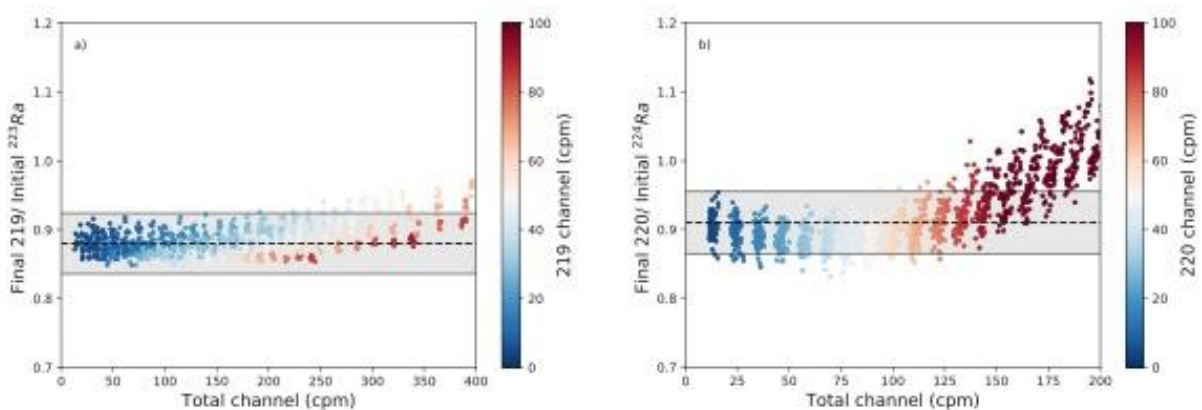 a)
Final 219/ Initial ²²³Ra
1.2
1.1
1.0
0.9
0.8
0.7
0 50 100 150 200 250 300 350 400
Total channel (cpm)
100
80
60
40
20
0
219 channel (cpm)
b)
Final 220/ Initial ²²⁴Ra
1.2
1.1
1.0
0.9
0.8
0.7
0 25 50 75 100 125 150 175 200
Total channel (cpm)
100
80
60
40
20
0
220 channel (cpm)